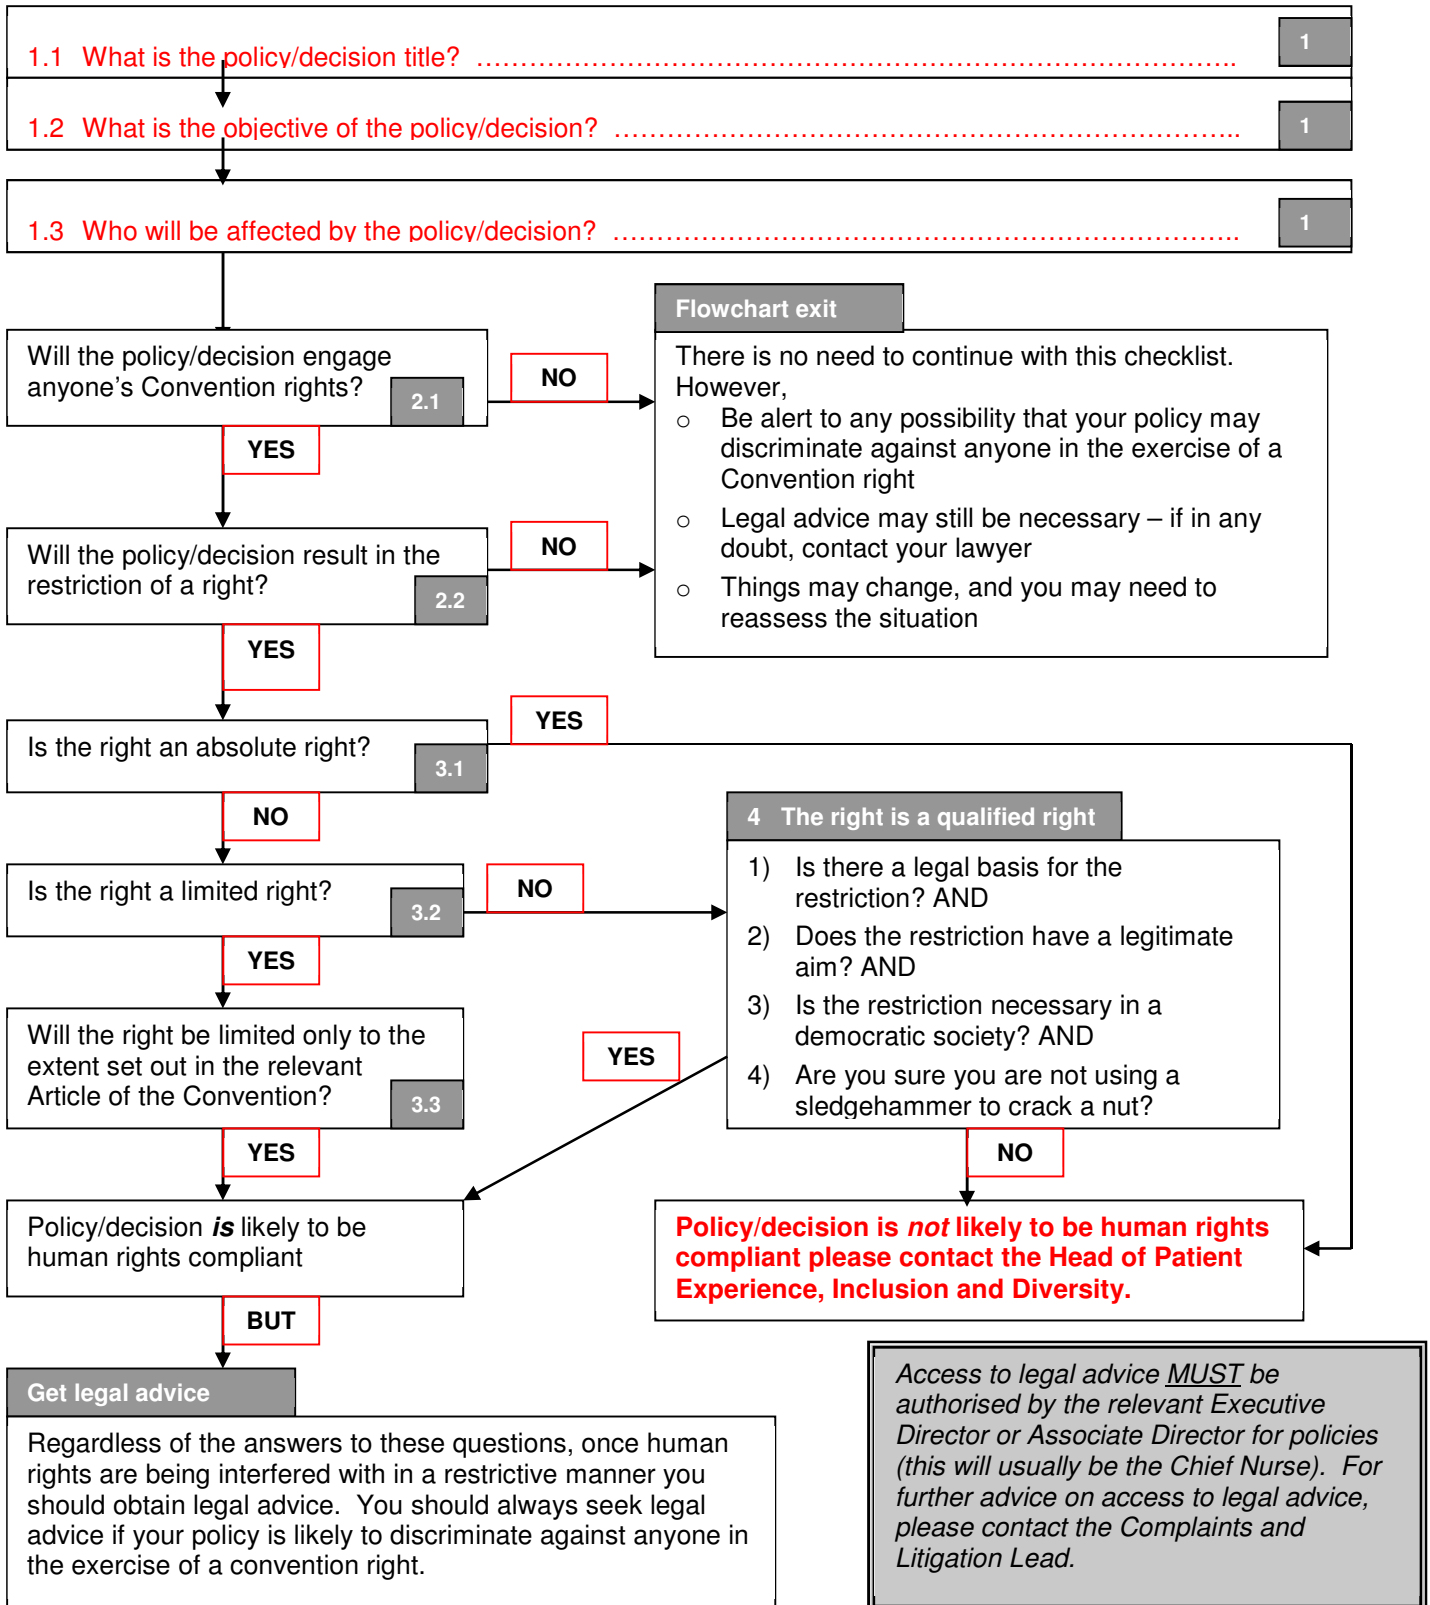 1.1 What is the policy/decision title? ………………………………………………………………………………..
1
1.2 What is the objective of the policy/decision? …………………………………………………………………..
1
1.3 Who will be affected by the policy/decision? …………………………………………………………………..
1
Will the policy/decision engage
anyone’s Convention rights?
2.1
NO
YES
Flowchart exit
There is no need to continue with this checklist.
However,
o Be alert to any possibility that your policy may
discriminate against anyone in the exercise of a
Convention right
o Legal advice may still be necessary – if in any
doubt, contact your lawyer
o Things may change, and you may need to
reassess the situation
Will the policy/decision result in the
restriction of a right?
2.2
NO
YES
Is the right an absolute right?
3.1
YES
NO
Is the right a limited right?
3.2
NO
YES
4 The right is a qualified right
1) Is there a legal basis for the
restriction? AND
2) Does the restriction have a legitimate
aim? AND
3) Is the restriction necessary in a
democratic society? AND
4) Are you sure you are not using a
sledgehammer to crack a nut?
YES
NO
Will the right be limited only to the
extent set out in the relevant
Article of the Convention?
3.3
YES
Policy/decision is likely to be
human rights compliant
BUT
Policy/decision is not likely to be human rights
compliant please contact the Head of Patient
Experience, Inclusion and Diversity.
Get legal advice
Regardless of the answers to these questions, once human
rights are being interfered with in a restrictive manner you
should obtain legal advice. You should always seek legal
advice if your policy is likely to discriminate against anyone in
the exercise of a convention right.
Access to legal advice MUST be
authorised by the relevant Executive
Director or Associate Director for policies
(this will usually be the Chief Nurse). For
further advice on access to legal advice,
please contact the Complaints and
Litigation Lead.